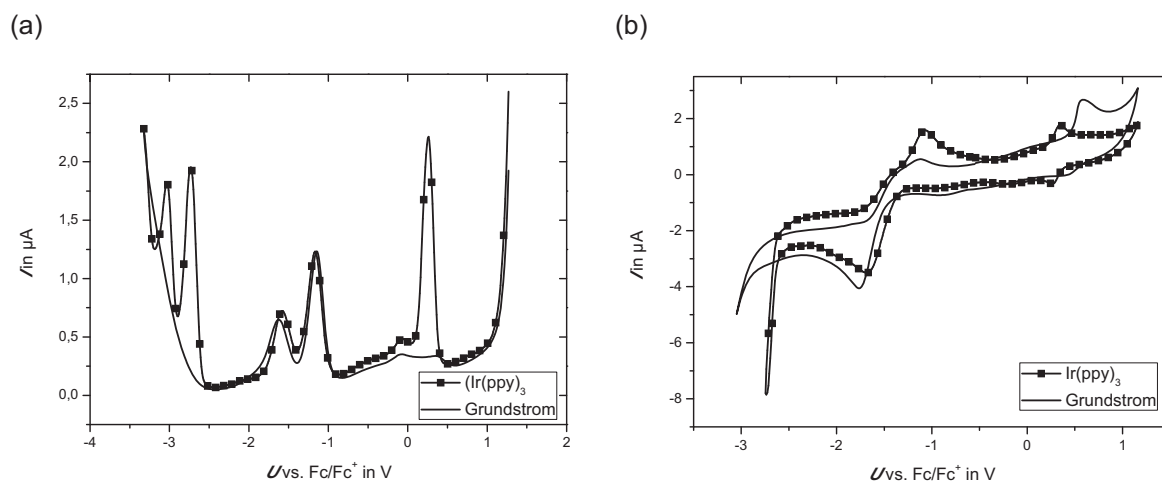 (a)
(b)
2,5
2,0
1,5
1,0
0,5
0,0
I in µA
-4
-3
-2
-1
0
1
2
U vs. Fc/Fc+ in V
(Ir(ppy)3
Grundstrom
2
0
-2
-4
-6
-8
I in µA
-3
-2
-1
0
1
U vs. Fc/Fc+ in V
Ir(ppy)3
Grundstrom